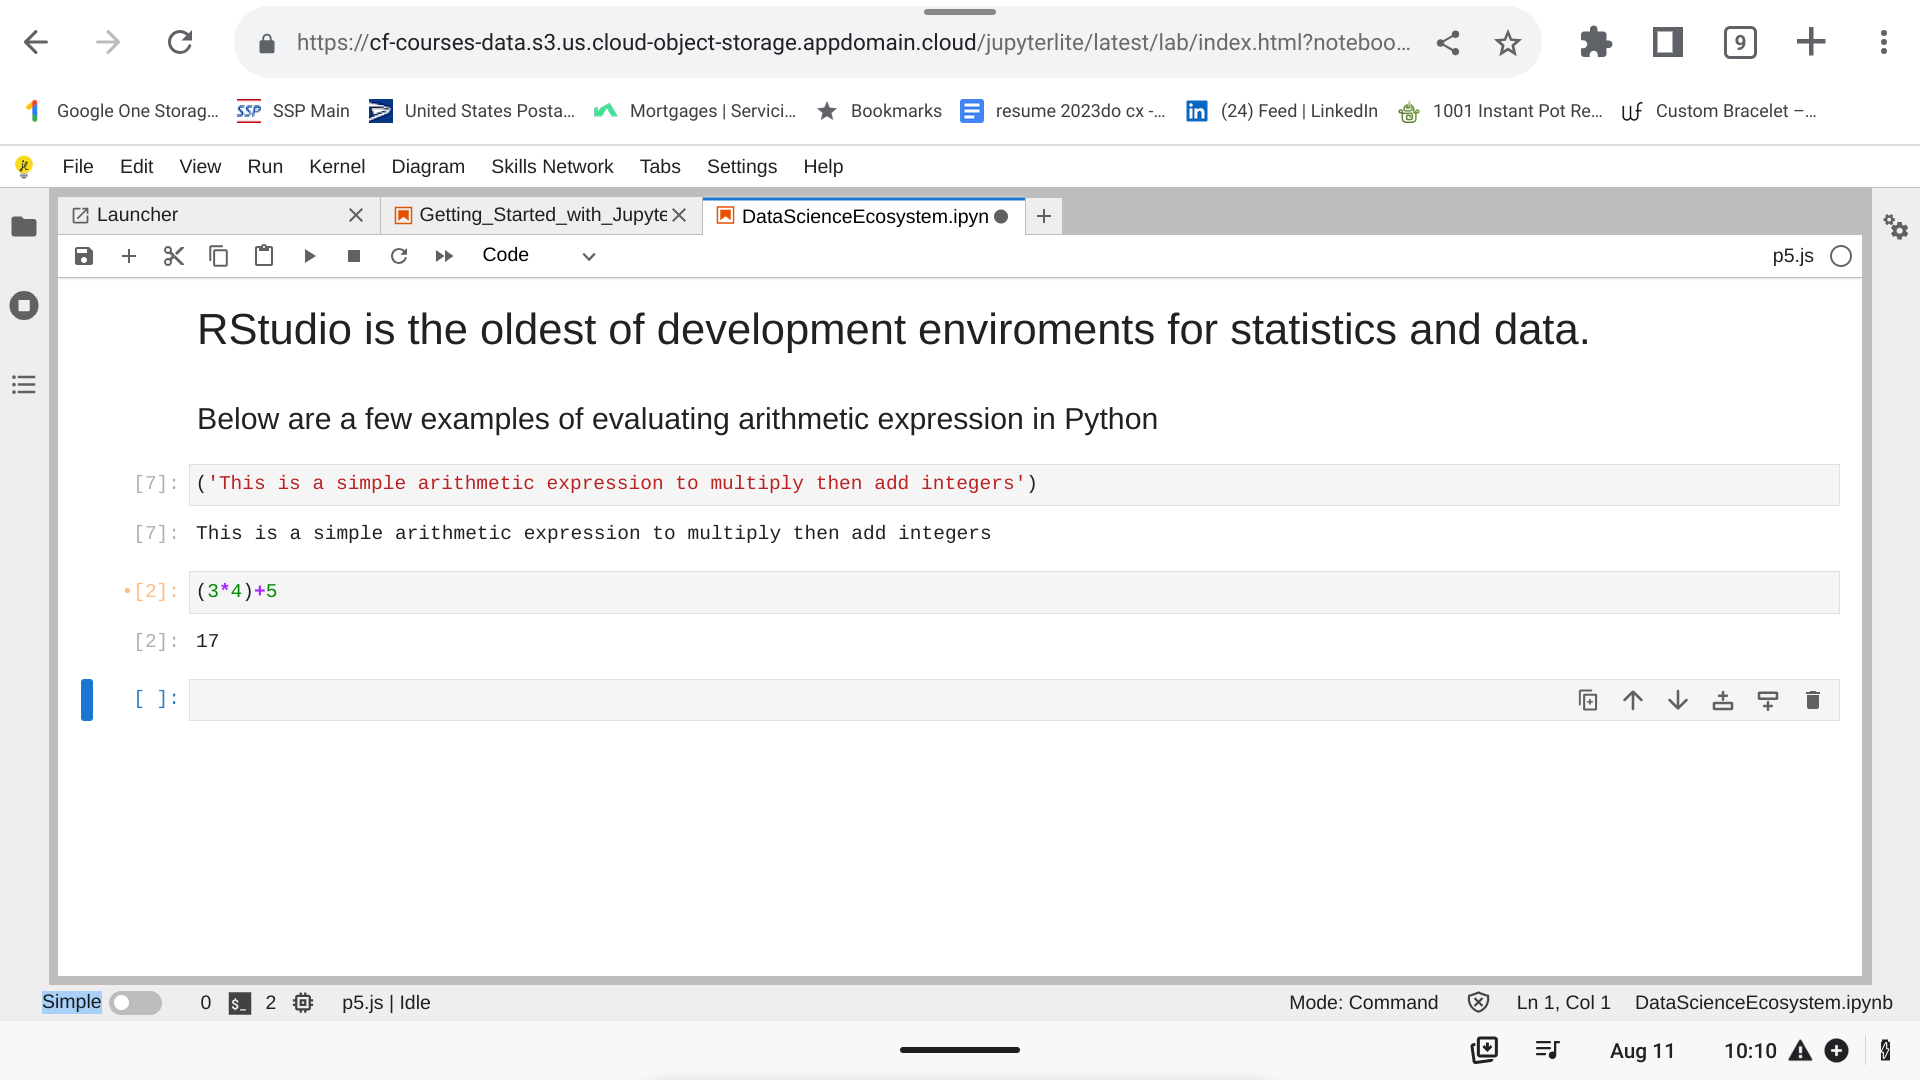 https://cf-courses-data.s3.us.cloud-object-storage.appdomain.cloud/jupyterlite/latest/lab/index.html?noteboo... 9
Google One Storag... SSP SSP Main United States Posta... Mortgages | Servici... Bookmarks resume 2023do cx -... in (24) Feed | LinkedIn 1001 Instant Pot Re... Custom Bracelet –...
File Edit View Run Kernel Diagram Skills Network Tabs Settings Help
Launcher Getting_Started_with_Jupyte DataScienceEcosystem.ipyn
Code p5.js
RStudio is the oldest of development enviroments for statistics and data.
Below are a few examples of evaluating arithmetic expression in Python
[7]: ('This is a simple arithmetic expression to multiply then add integers')
[7]: This is a simple arithmetic expression to multiply then add integers
•[2]: (3*4)+5
[2]: 17
[ ]:
Simple 0 $_ 2 p5.js | Idle Mode: Command Ln 1, Col 1 DataScienceEcosystem.ipynb
Aug 11 10:10